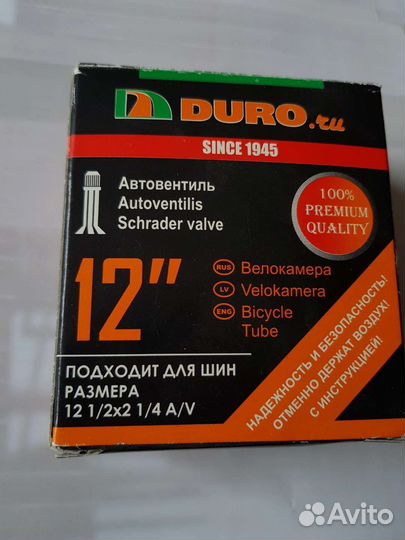 DURO.ru
SINCE 1945
Автовентиль
Autoventilis
Schrader valve
100%
PREMIUM
QUALITY
12”
RUS Велокамера
LV Velokamera
ENG Bicycle
Tube
ПОДХОДИТ ДЛЯ ШИН
РАЗМЕРА
12 1/2x2 1/4 A/V
НАДЕЖНОСТЬ И БЕЗОПАСНОСТЬ!
ОТМЕННО ДЕРЖАТ ВОЗДУХ!
С ИНСТРУКЦИЕЙ!
Avito